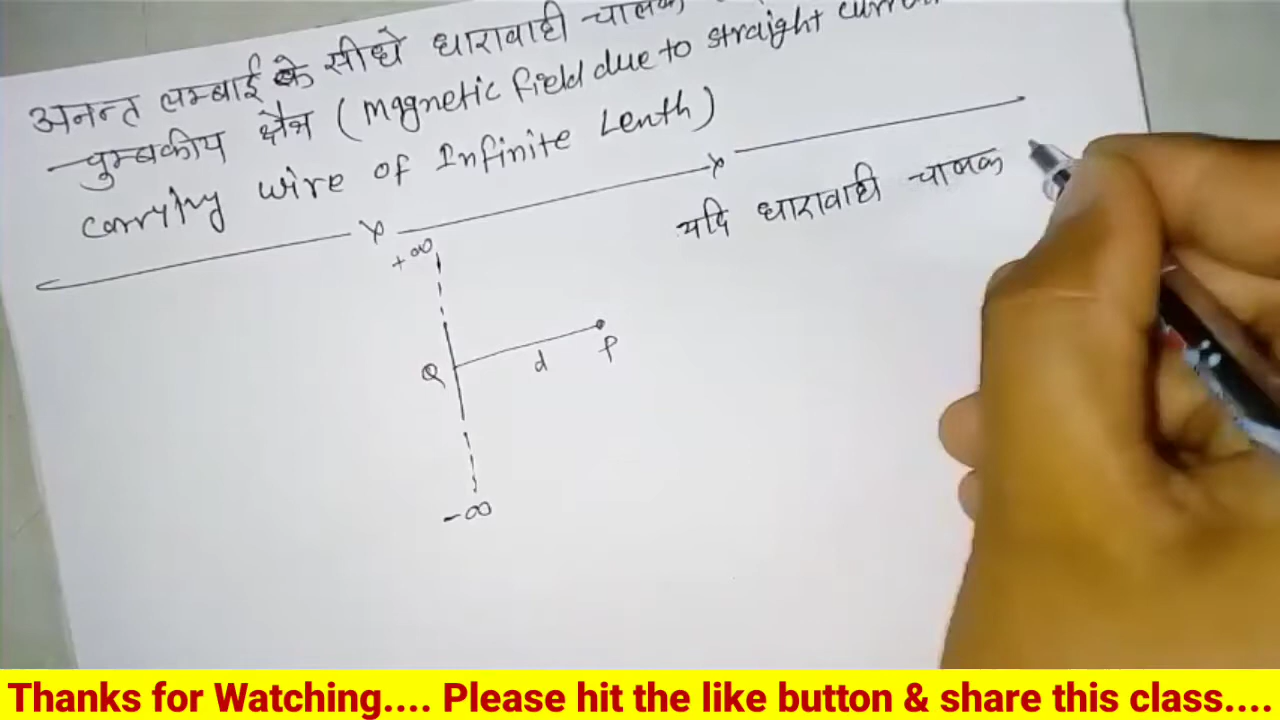 अनन्त लम्बाई के सीधे धारावाही चालक
चुम्बकीय क्षेत्र (Magnetic field due to straight
carrying wire of Infinite Lenth)
यदि धारावाही चालक
+∞
Q
d
P
-∞
Thanks for Watching.... Please hit the like button & share this class....